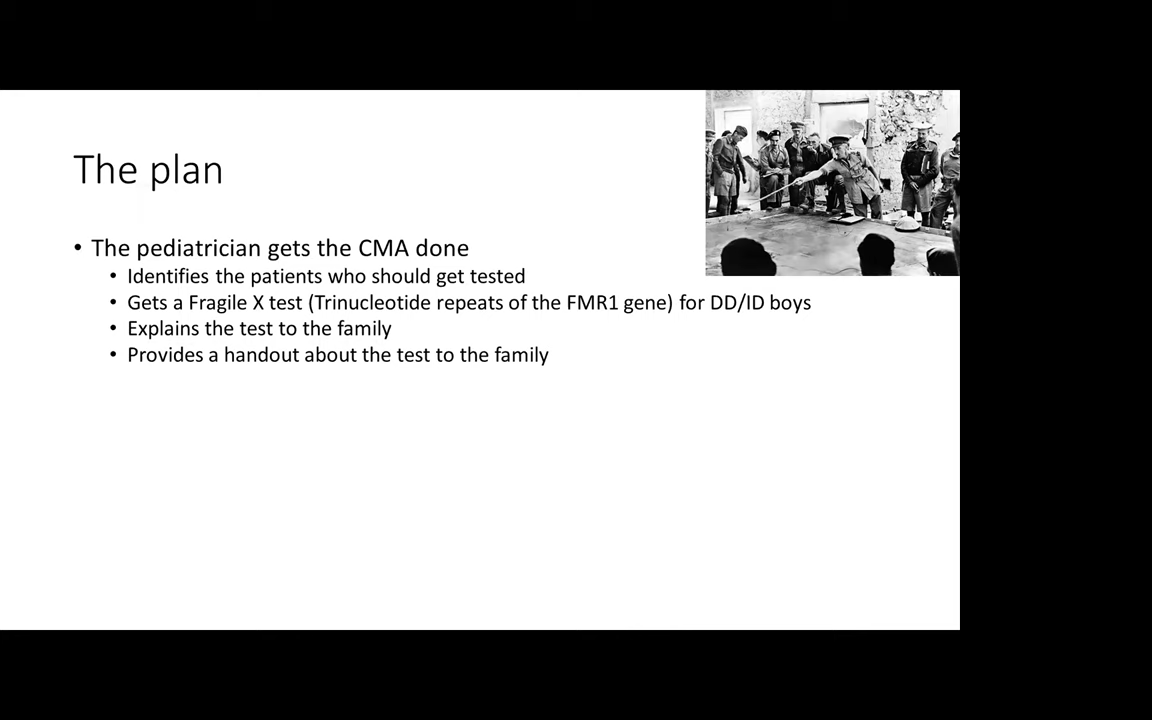 The plan
• The pediatrician gets the CMA done
• Identifies the patients who should get tested
• Gets a Fragile X test (Trinucleotide repeats of the FMR1 gene) for DD/ID boys
• Explains the test to the family
• Provides a handout about the test to the family